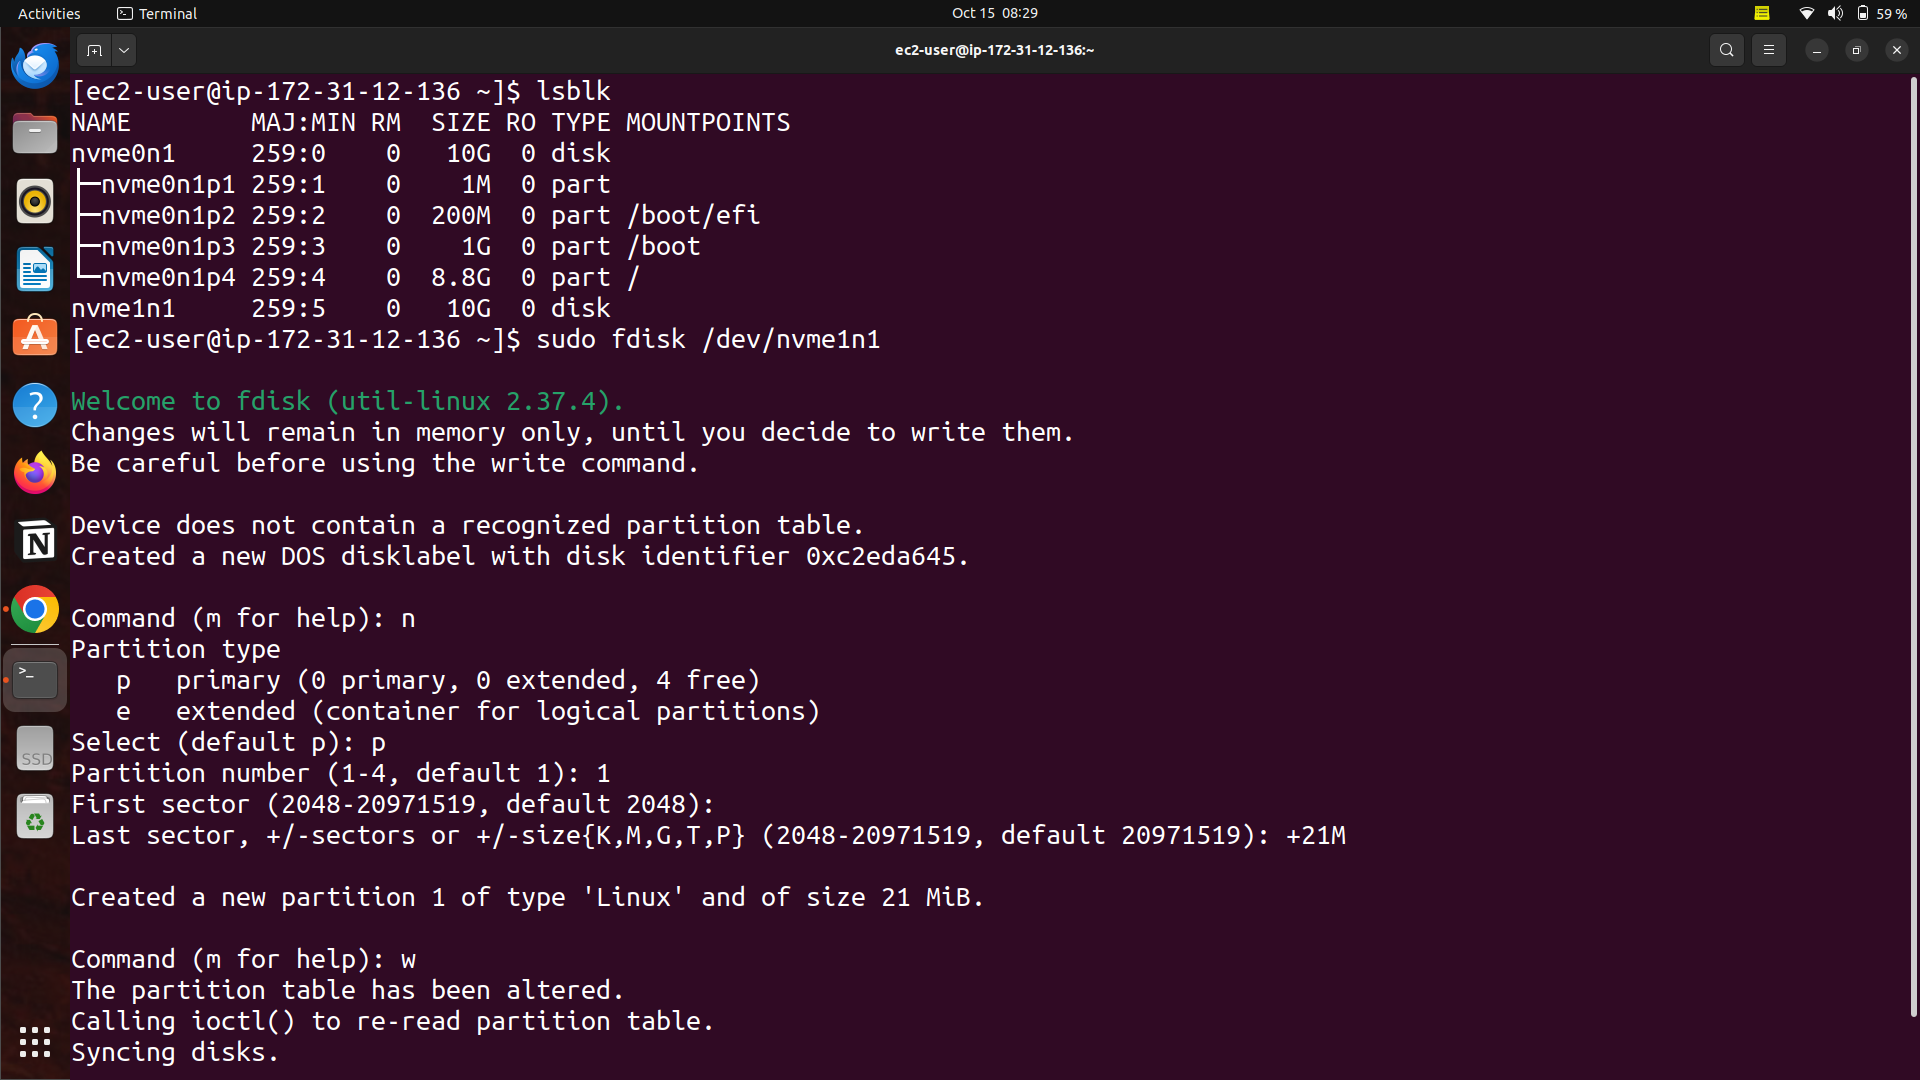 Activities Terminal Oct 15 08:29 59 %
ec2-user@ip-172-31-12-136:~
[ec2-user@ip-172-31-12-136 ~]$ lsblk
NAME        MAJ:MIN RM  SIZE RO TYPE MOUNTPOINTS
nvme0n1     259:0    0   10G  0 disk
├─nvme0n1p1 259:1    0    1M  0 part
├─nvme0n1p2 259:2    0  200M  0 part /boot/efi
├─nvme0n1p3 259:3    0    1G  0 part /boot
└─nvme0n1p4 259:4    0  8.8G  0 part /
nvme1n1     259:5    0   10G  0 disk
[ec2-user@ip-172-31-12-136 ~]$ sudo fdisk /dev/nvme1n1
Welcome to fdisk (util-linux 2.37.4).
Changes will remain in memory only, until you decide to write them.
Be careful before using the write command.
Device does not contain a recognized partition table.
Created a new DOS disklabel with disk identifier 0xc2eda645.
Command (m for help): n
Partition type
   p   primary (0 primary, 0 extended, 4 free)
   e   extended (container for logical partitions)
Select (default p): p
Partition number (1-4, default 1): 1
First sector (2048-20971519, default 2048):
Last sector, +/-sectors or +/-size{K,M,G,T,P} (2048-20971519, default 20971519): +21M
Created a new partition 1 of type 'Linux' and of size 21 MiB.
Command (m for help): w
The partition table has been altered.
Calling ioctl() to re-read partition table.
Syncing disks.
SSD